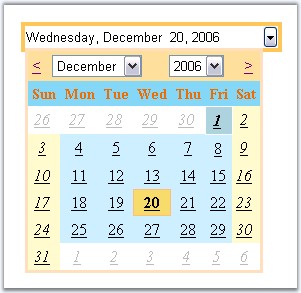 Wednesday, December 20, 2006
< December 2006 >
Sun Mon Tue Wed Thu Fri Sat
26 27 28 29 30 1 2
3 4 5 6 7 8 9
10 11 12 13 14 15 16
17 18 19 20 21 22 23
24 25 26 27 28 29 30
31 1 2 3 4 5 6